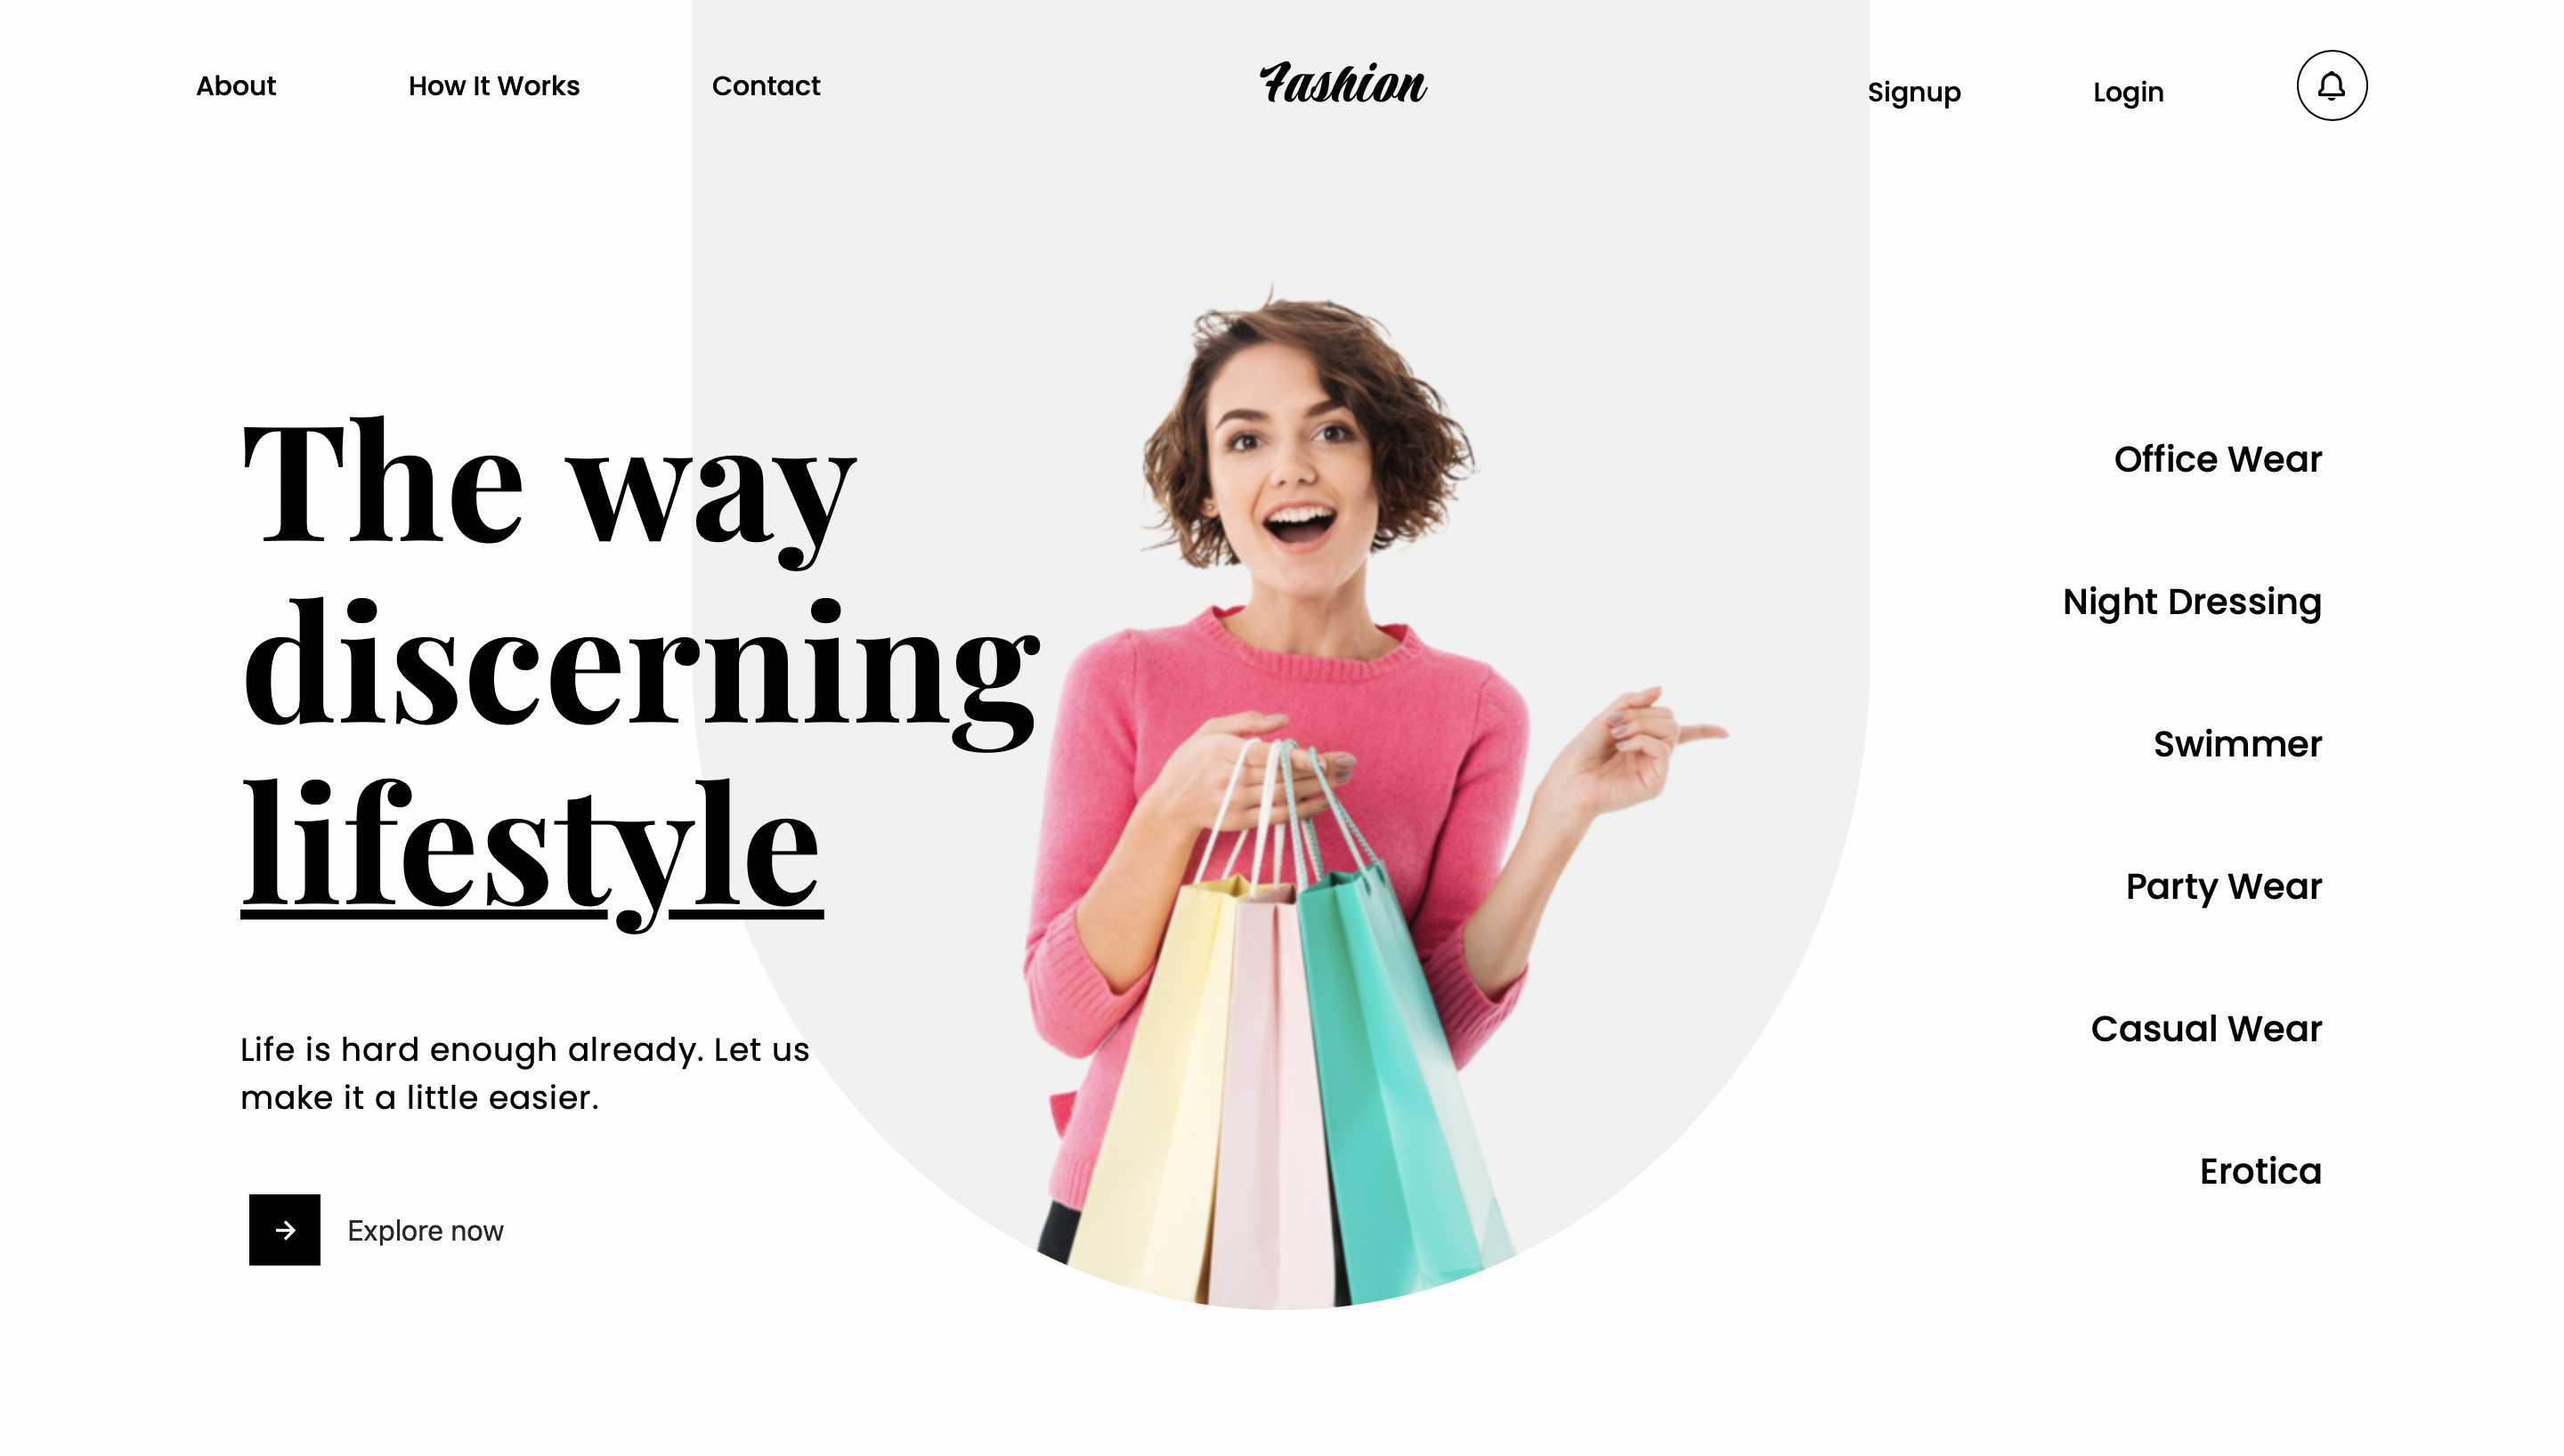 About
How It Works
Contact
Fashion
Signup
Login
The way
discerning
lifestyle
Life is hard enough already. Let us
make it a little easier.
Explore now
Office Wear
Night Dressing
Swimmer
Party Wear
Casual Wear
Erotica